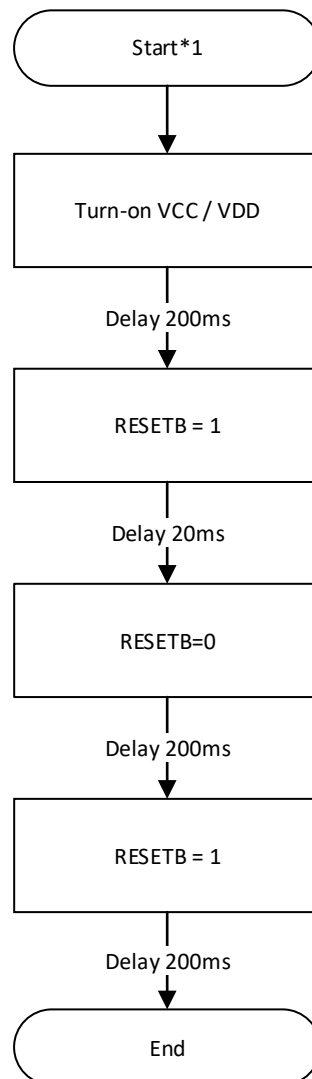 Start*1
Turn-on VCC / VDD
Delay 200ms
RESETB = 1
Delay 20ms
RESETB=0
Delay 200ms
RESETB = 1
Delay 200ms
End